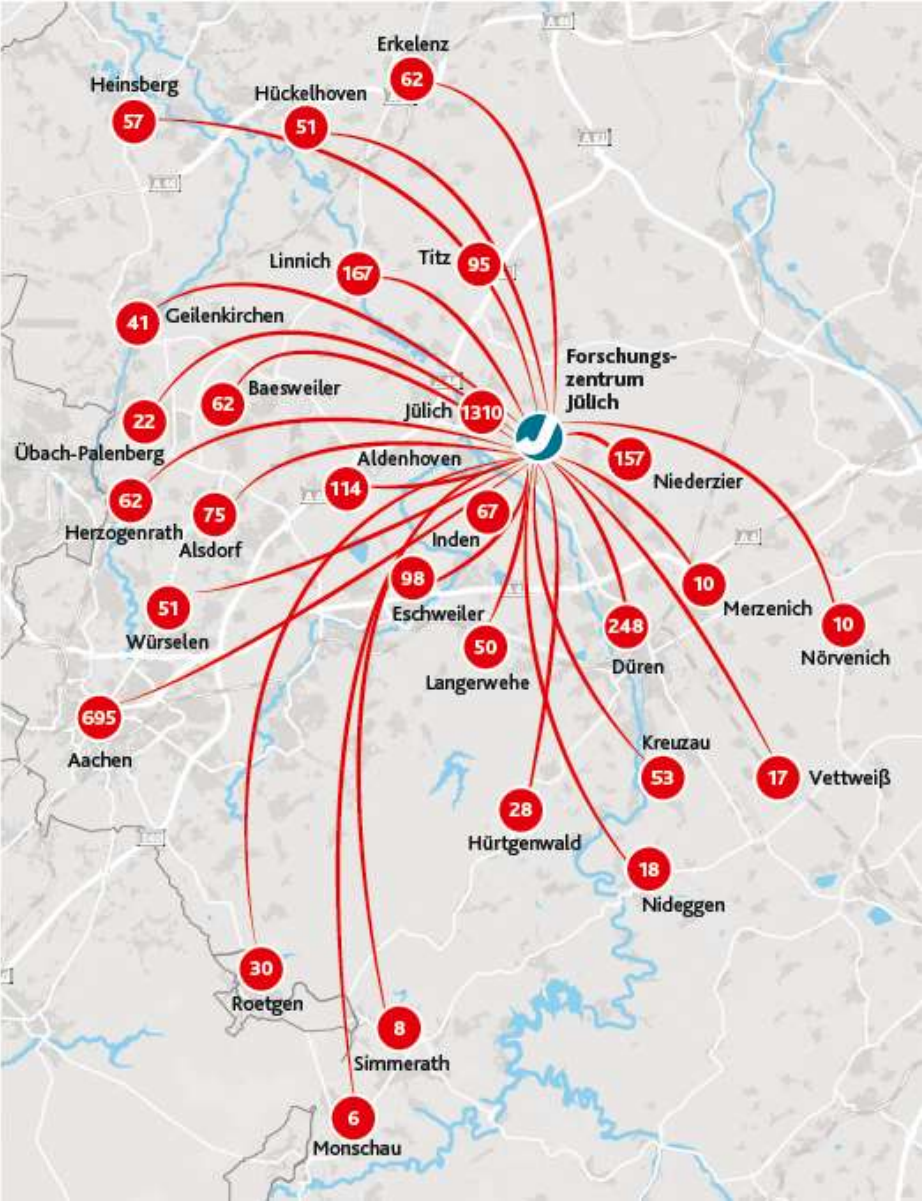 Erkelenz
62
Heinsberg
57
Hückelhoven
51
Linnich
167
Titz
95
41
Geilenkirchen
Forschungs-
zentrum
Jülich
62
Baesweiler
Jülich
1310
22
Übach-Palenberg
Aldenhoven
114
157
Niederzier
62
Herzogenrath
75
Alsdorf
67
Inden
98
Eschweiler
10
Merzenich
51
Würselen
50
Langerwehe
248
Düren
10
Nörvenich
695
Aachen
Kreuzau
53
17
Vettweiß
28
Hürtgenwald
18
Nideggen
30
Roetgen
8
Simmerath
6
Monschau